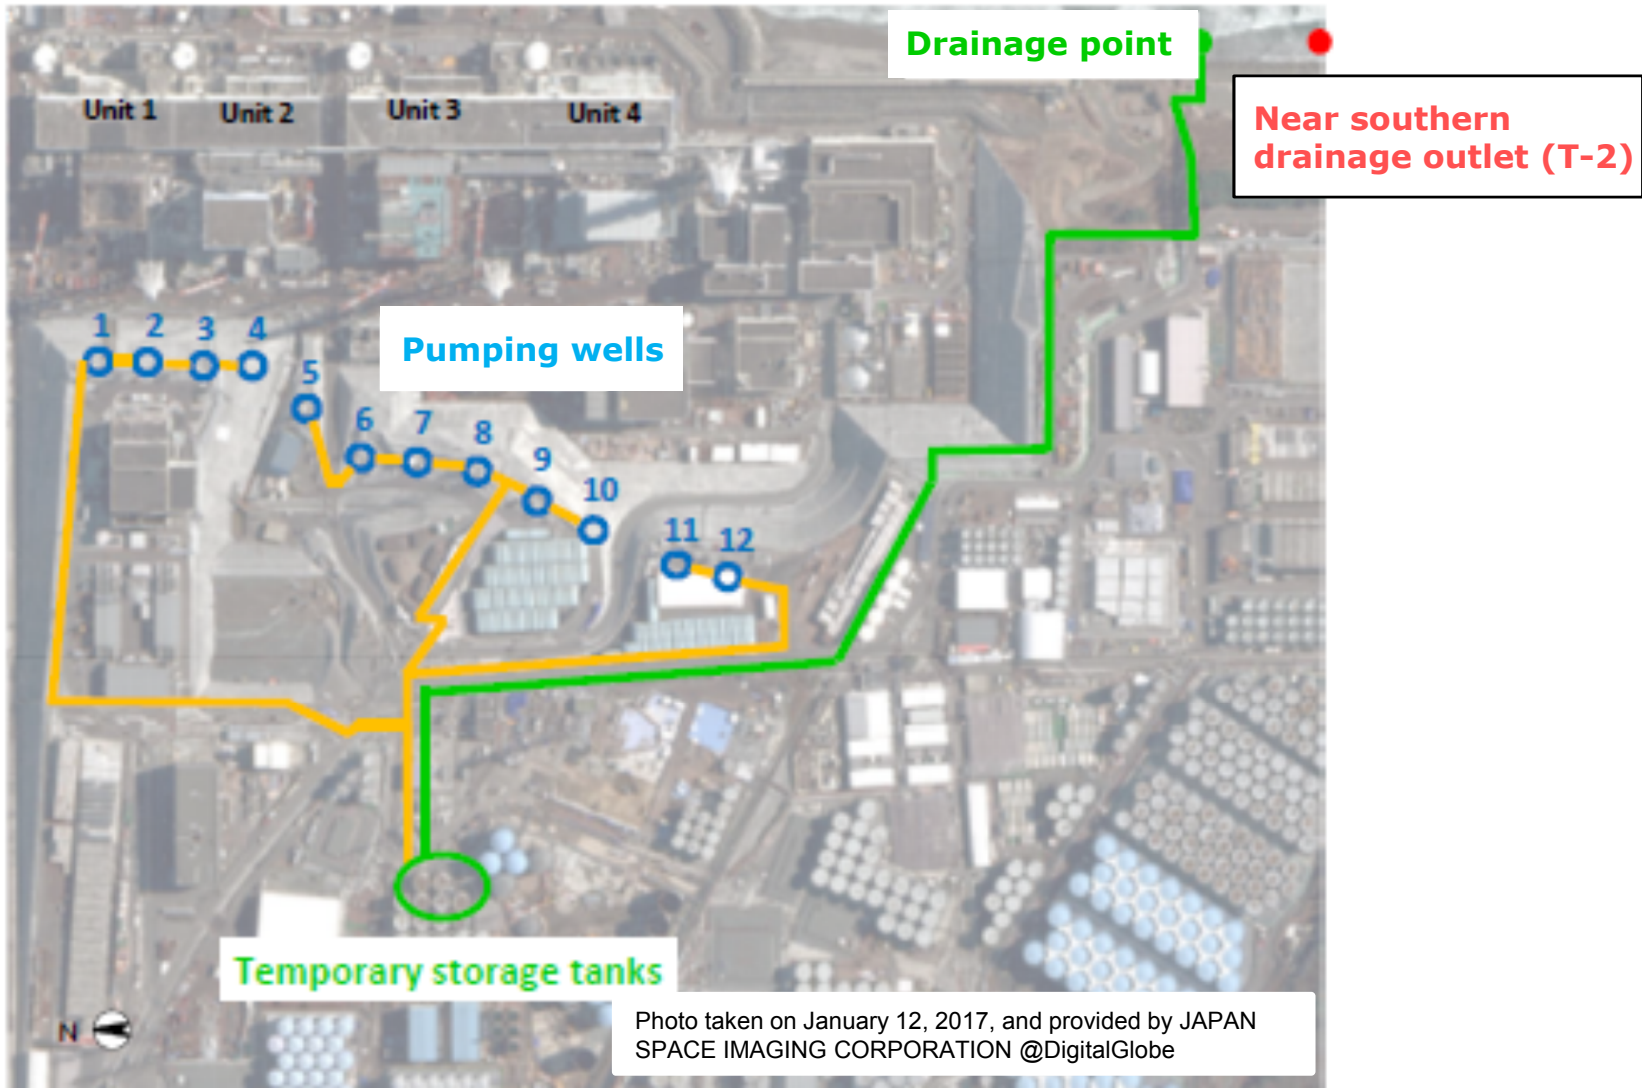 Drainage point
Near southern
drainage outlet (T-2)
Unit 1
Unit 2
Unit 3
Unit 4
Pumping wells
1
2
3
4
5
6
7
8
9
10
11
12
Temporary storage tanks
N
Photo taken on January 12, 2017, and provided by JAPAN
SPACE IMAGING CORPORATION @DigitalGlobe